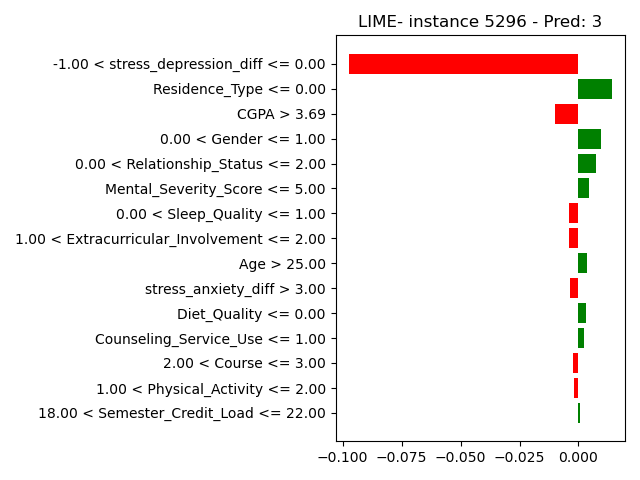 LIME- instance 5296 - Pred: 3
-1.00 < stress_depression_diff <= 0.00
Residence_Type <= 0.00
CGPA > 3.69
0.00 < Gender <= 1.00
0.00 < Relationship_Status <= 2.00
Mental_Severity_Score <= 5.00
0.00 < Sleep_Quality <= 1.00
1.00 < Extracurricular_Involvement <= 2.00
Age > 25.00
stress_anxiety_diff > 3.00
Diet_Quality <= 0.00
Counseling_Service_Use <= 1.00
2.00 < Course <= 3.00
1.00 < Physical_Activity <= 2.00
18.00 < Semester_Credit_Load <= 22.00
−0.100 −0.075 −0.050 −0.025 0.000